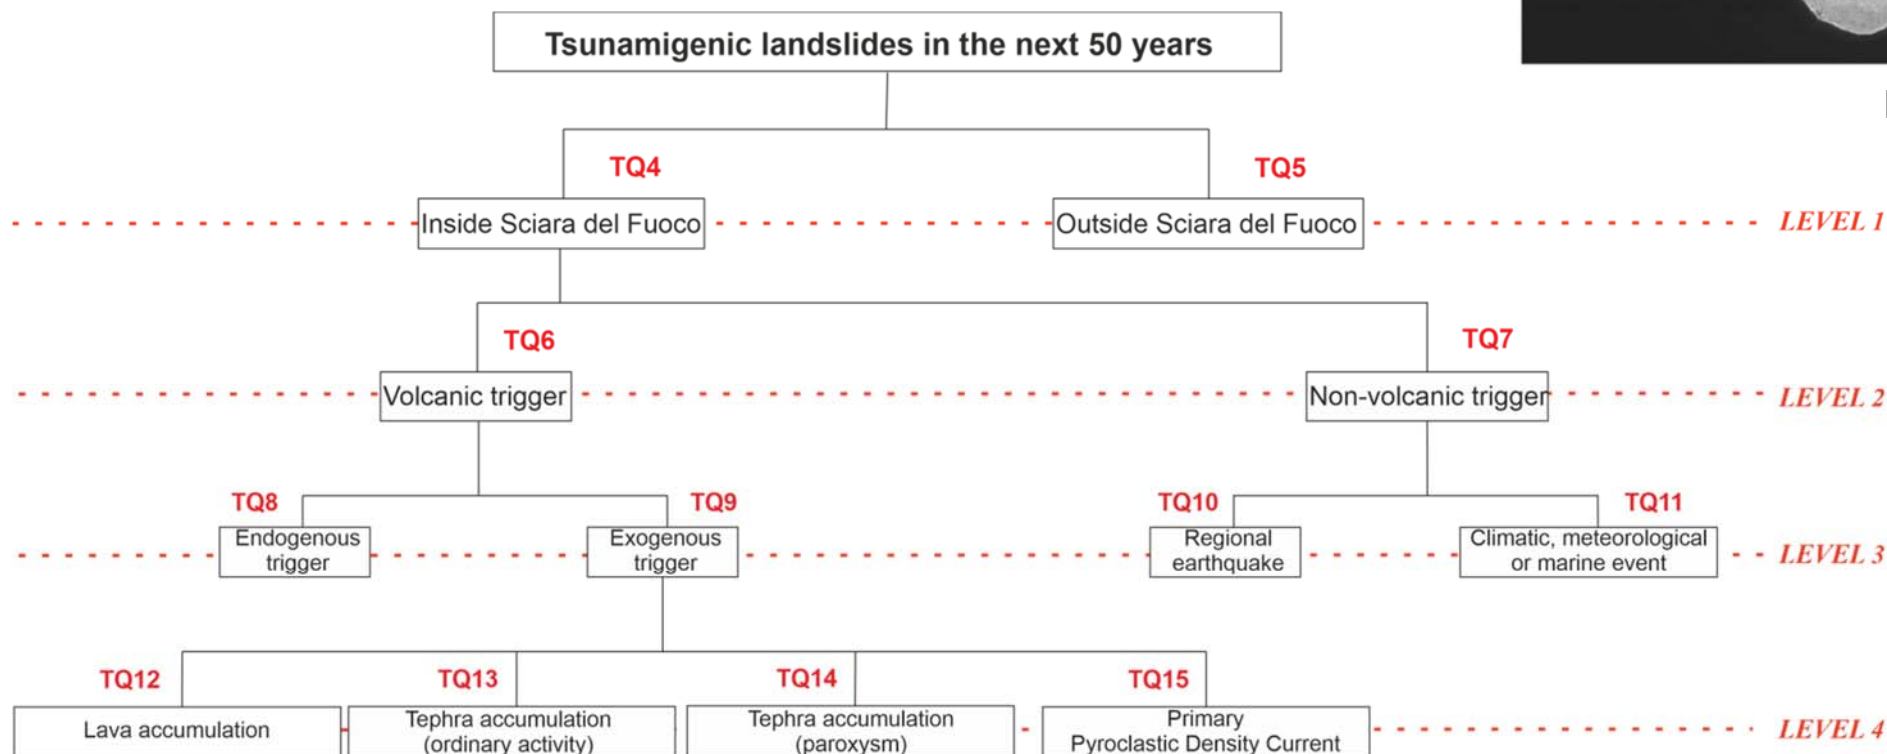 Tsunamigenic landslides in the next 50 years
TQ4
TQ5
Inside Sciara del Fuoco
Outside Sciara del Fuoco
LEVEL 1
TQ6
TQ7
Volcanic trigger
Non-volcanic trigger
LEVEL 2
TQ8
TQ9
TQ10
TQ11
Endogenous
trigger
Exogenous
trigger
Regional
earthquake
Climatic, meteorological
or marine event
LEVEL 3
TQ12
TQ13
TQ14
TQ15
Lava accumulation
Tephra accumulation
(ordinary activity)
Tephra accumulation
(paroxysm)
Primary
Pyroclastic Density Current
LEVEL 4